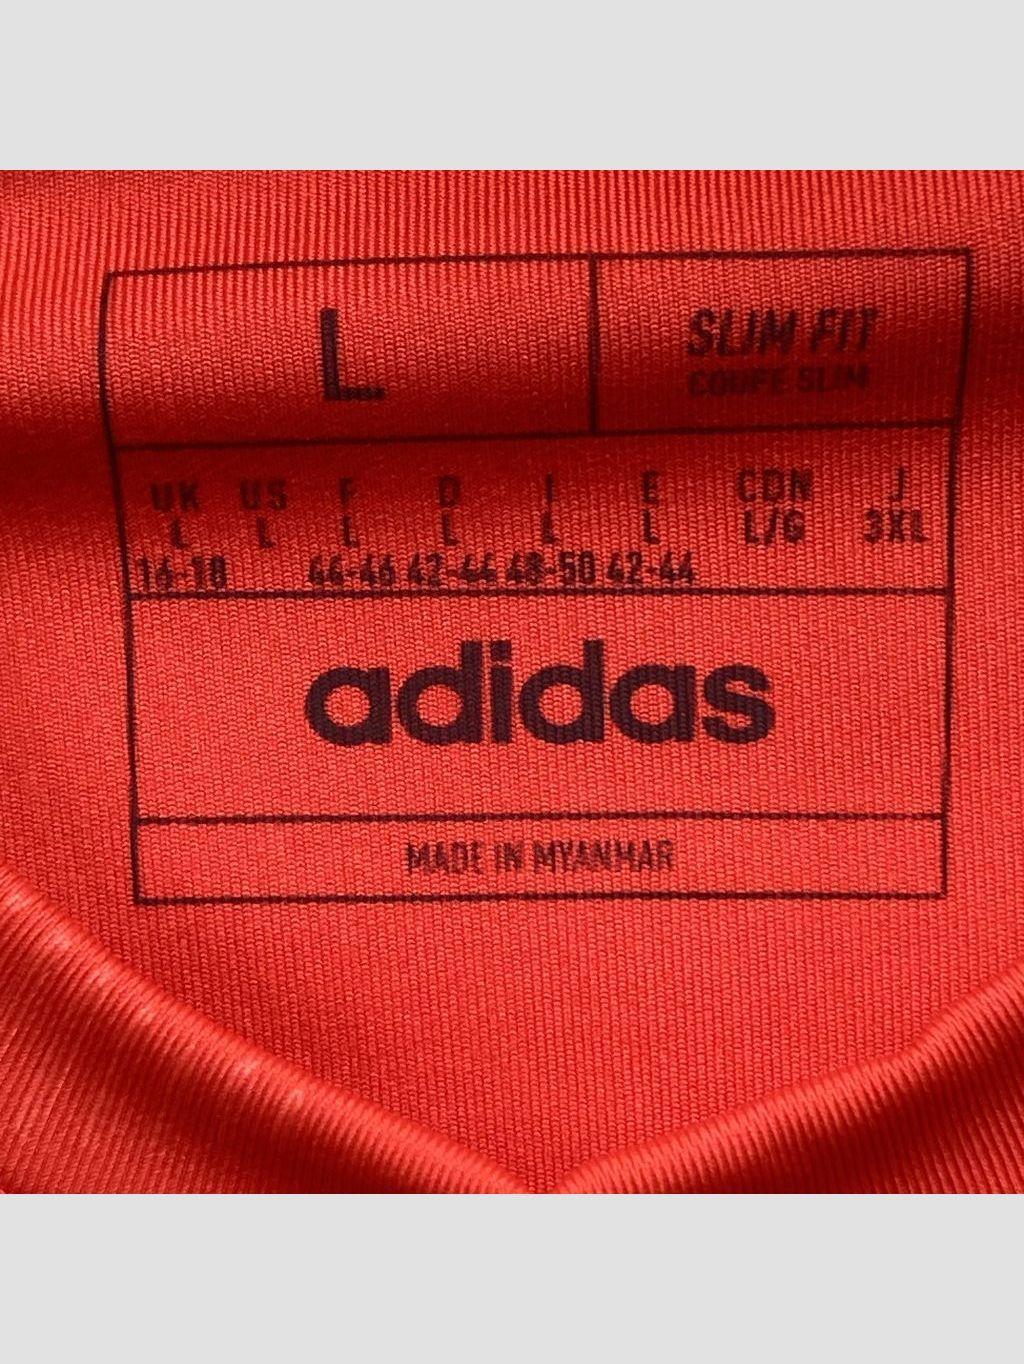 L
SLIM FIT
COUPE SLIM
UK US F D I E CDN J
L L L L L L L/G 3XL
16-18 44-46 42-44 48-50 42-44
adidas
MADE IN MYANMAR